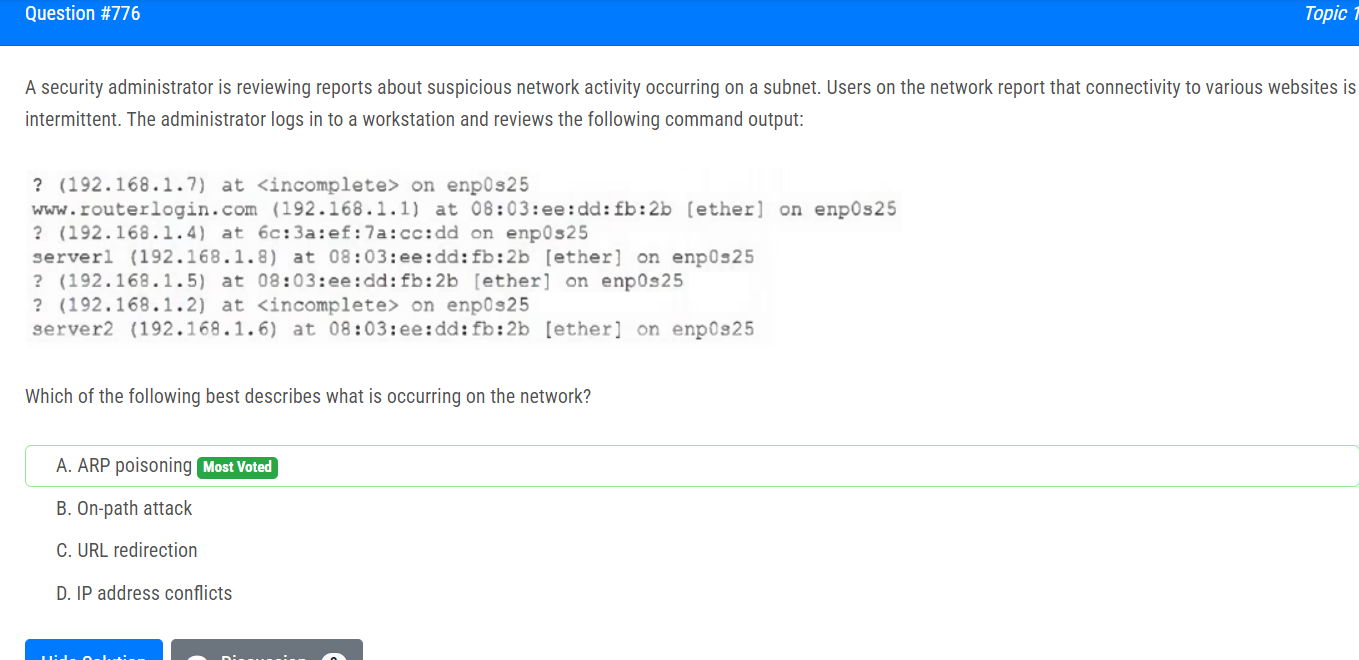 Question #776
Topic 1
A security administrator is reviewing reports about suspicious network activity occurring on a subnet. Users on the network report that connectivity to various websites is
intermittent. The administrator logs in to a workstation and reviews the following command output:
? (192.168.1.7) at <incomplete> on enp0s25
www.routerlogin.com (192.168.1.1) at 08:03:ee:dd:fb:2b [ether] on enp0s25
? (192.168.1.4) at 6c:3a:ef:7a:cc:dd on enp0s25
server1 (192.168.1.8) at 08:03:ee:dd:fb:2b [ether] on enp0s25
? (192.168.1.5) at 08:03:ee:dd:fb:2b [ether] on enp0s25
? (192.168.1.2) at <incomplete> on enp0s25
server2 (192.168.1.6) at 08:03:ee:dd:fb:2b [ether] on enp0s25
Which of the following best describes what is occurring on the network?
A. ARP poisoning Most Voted
B. On-path attack
C. URL redirection
D. IP address conflicts
Hide Solution Discussion